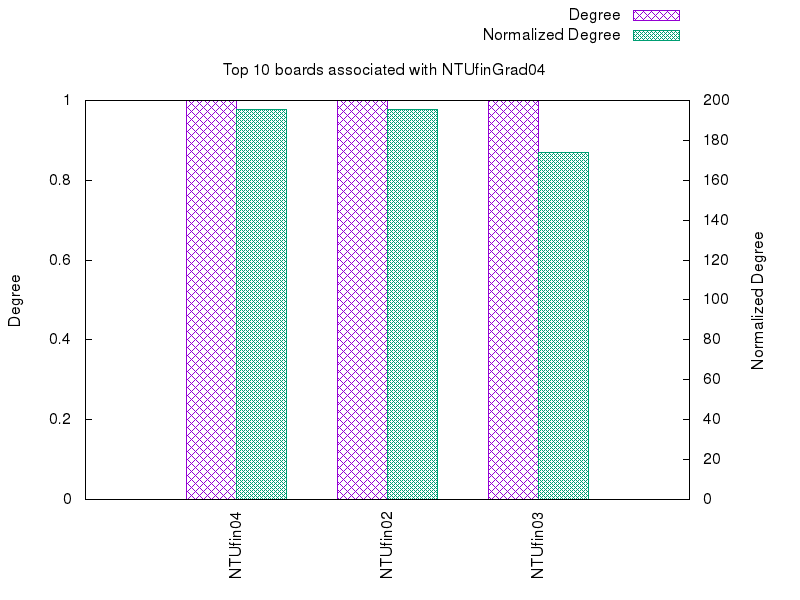 Degree
Normalized Degree
Top 10 boards associated with NTUfinGrad04
1
0.8
0.6
0.4
0.2
0
Degree
200
180
160
140
120
100
80
60
40
20
0
Normalized Degree
NTUfin04
NTUfin02
NTUfin03